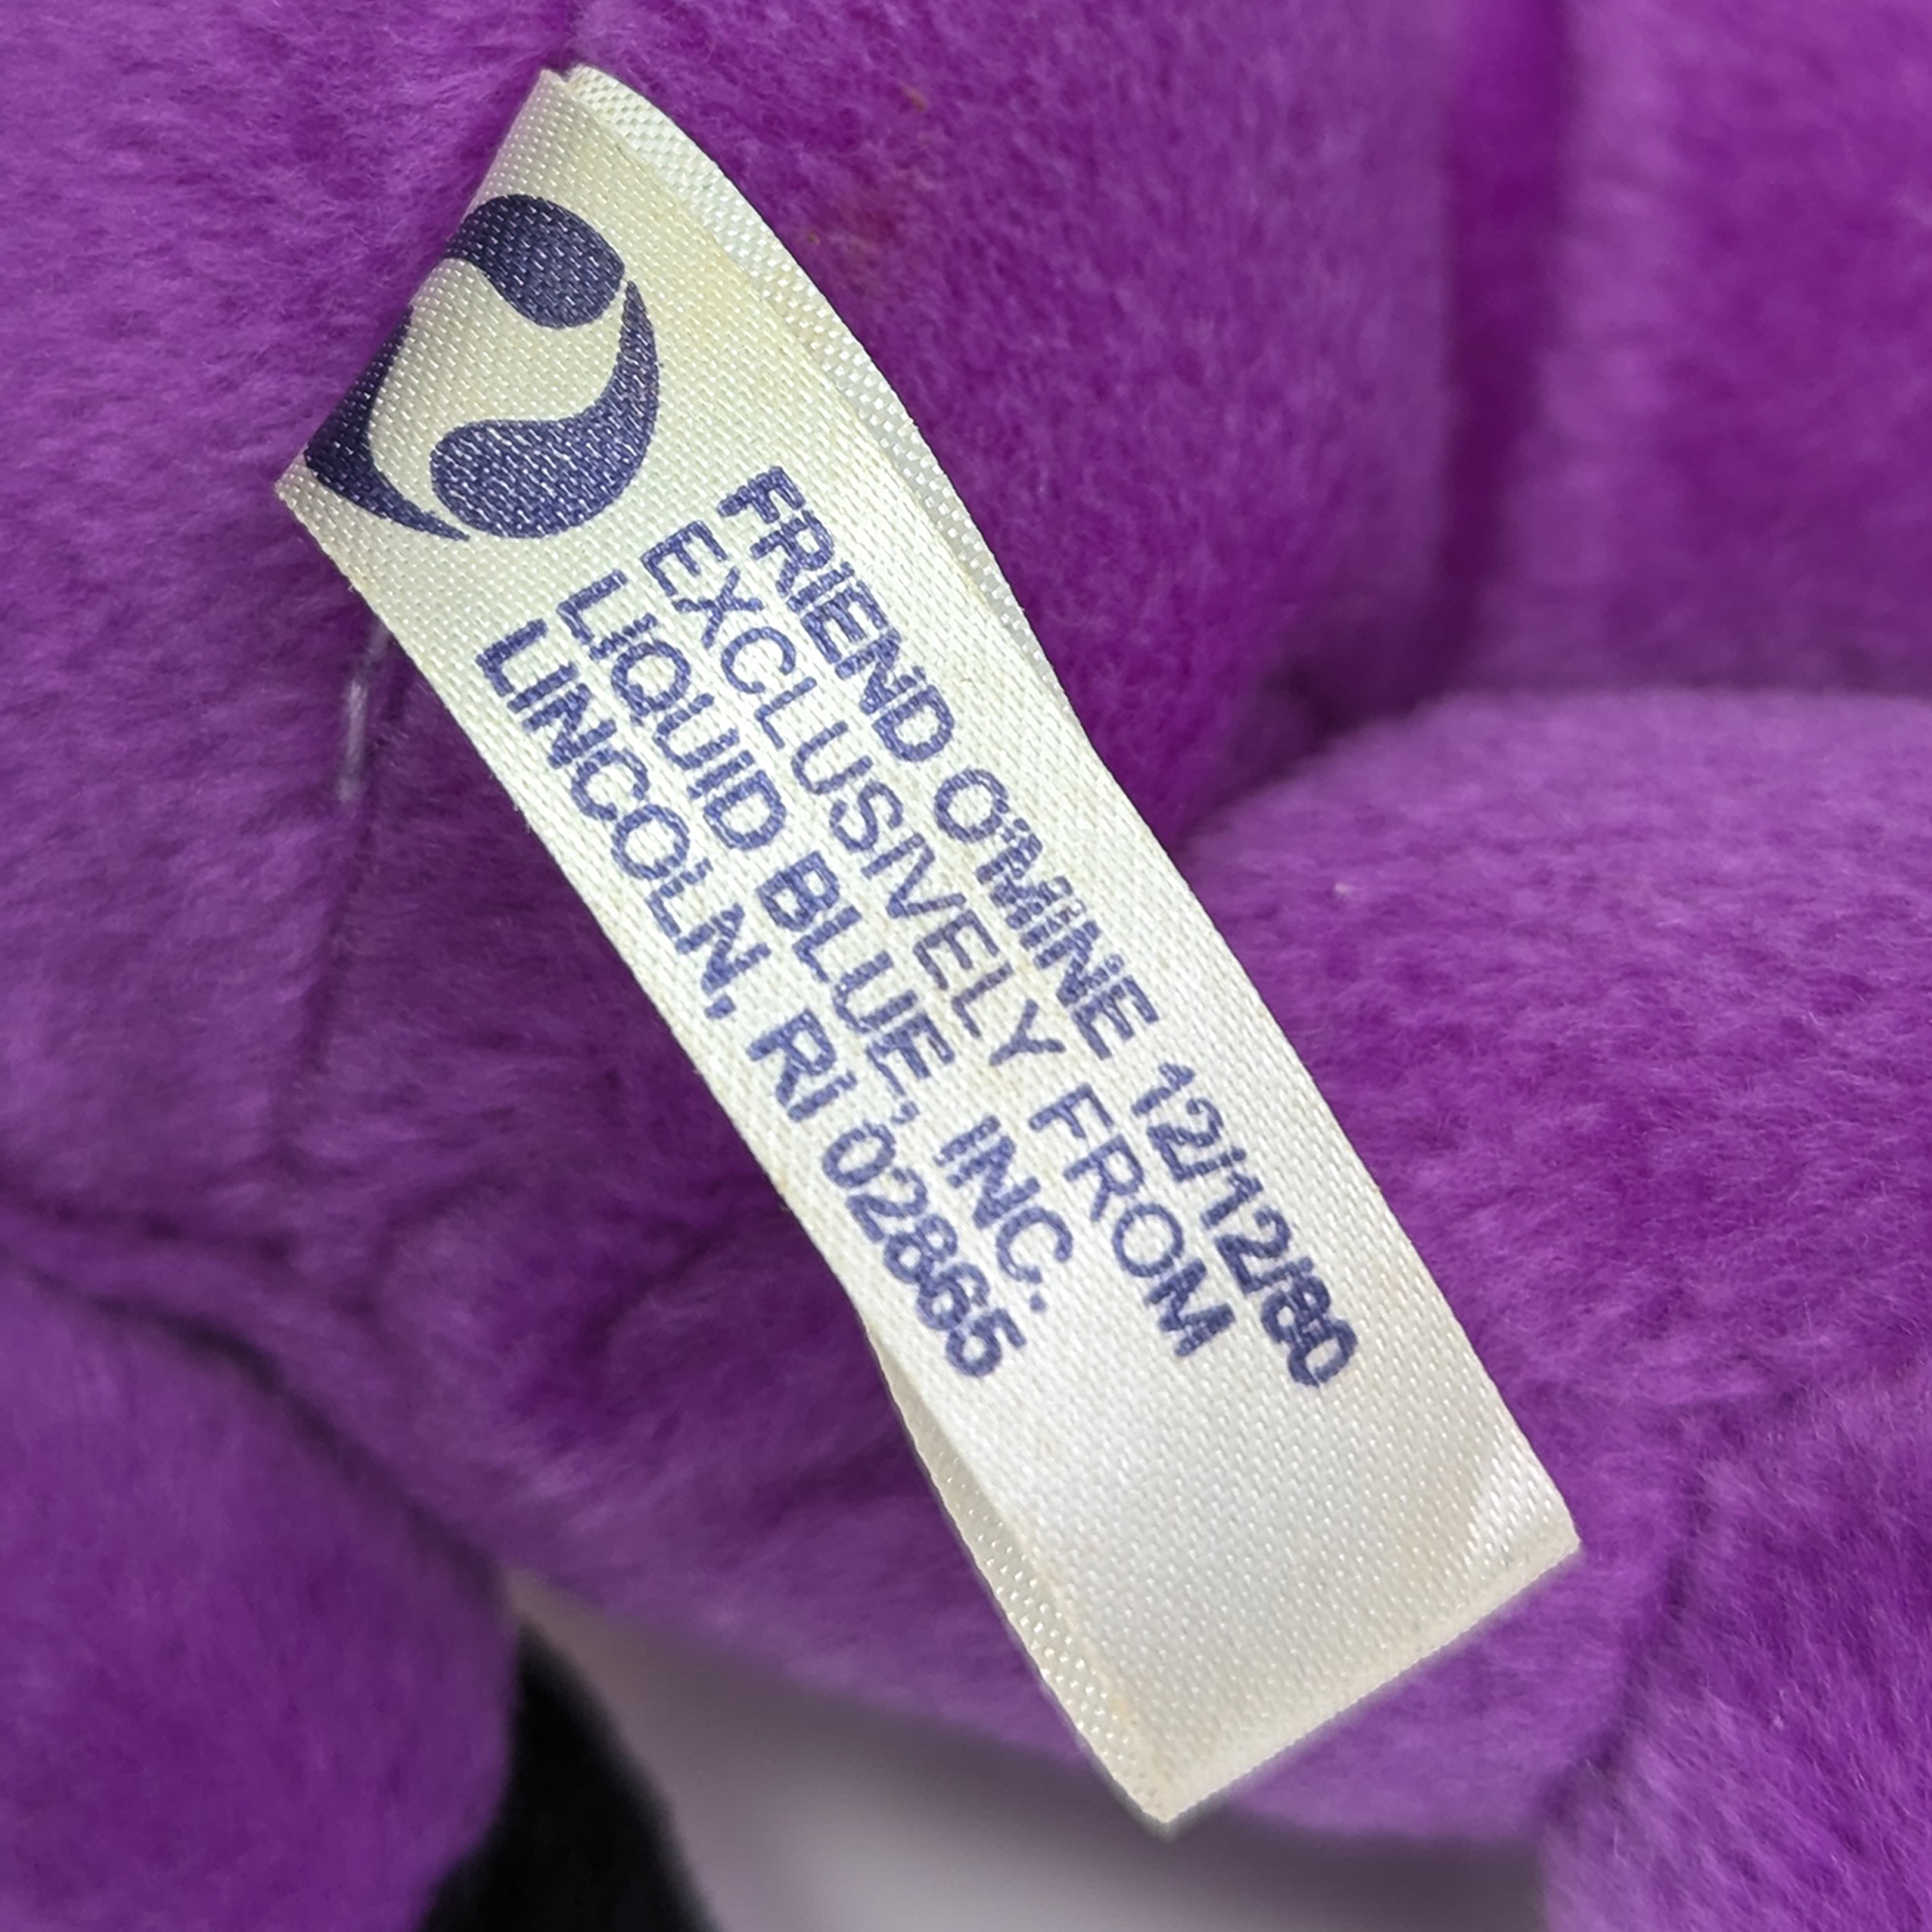 FRIEND O'MINE 12/12/80
EXCLUSIVELY FROM
LIQUID BLUE, INC.
LINCOLN, RI 02865